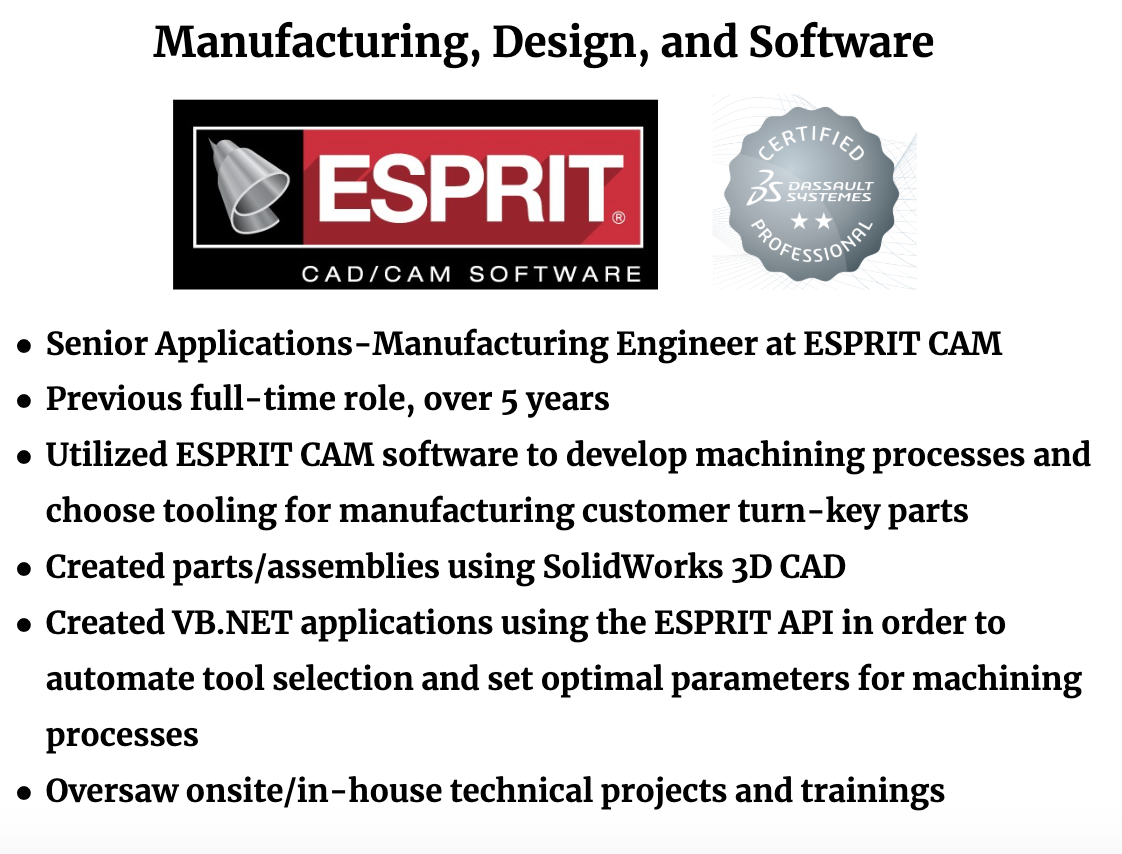 Manufacturing, Design, and Software
ESPRIT®
CAD/CAM SOFTWARE
CERTIFIED
3DS DASSAULT
SYSTEMES
PROFESSIONAL
• Senior Applications-Manufacturing Engineer at ESPRIT CAM
• Previous full-time role, over 5 years
• Utilized ESPRIT CAM software to develop machining processes and
choose tooling for manufacturing customer turn-key parts
• Created parts/assemblies using SolidWorks 3D CAD
• Created VB.NET applications using the ESPRIT API in order to
automate tool selection and set optimal parameters for machining
processes
• Oversaw onsite/in-house technical projects and trainings